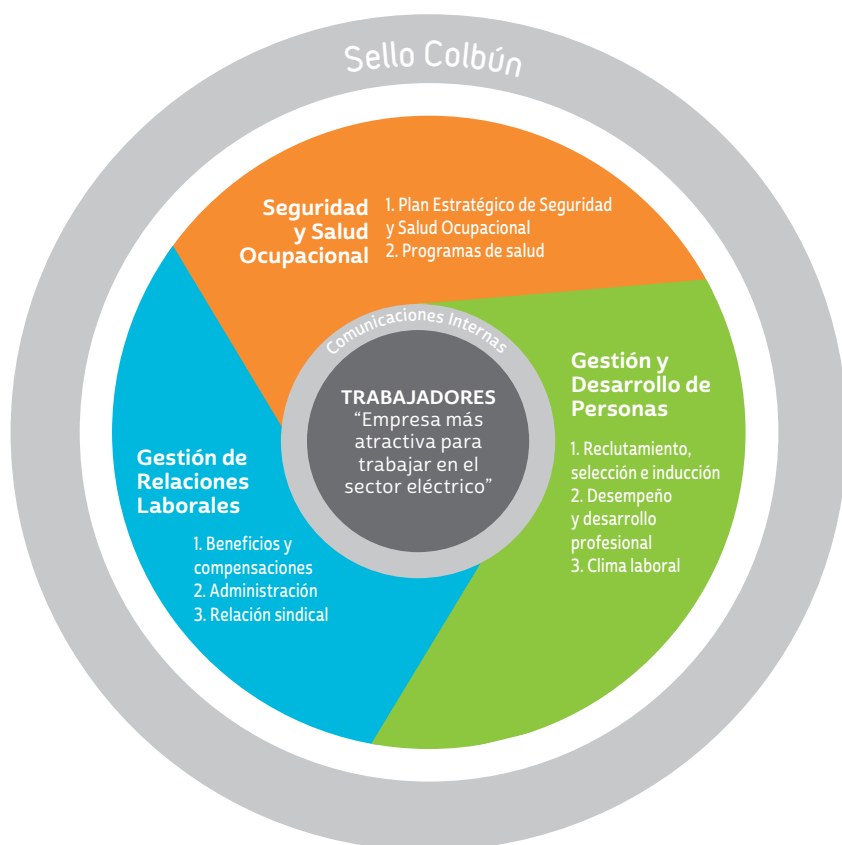 Sello Colbún
Seguridad
y Salud
Ocupacional
1. Plan Estratégico de Seguridad
y Salud Ocupacional
2. Programas de salud
Comunicaciones Internas
TRABAJADORES
“Empresa más
atractiva para
trabajar en el
sector eléctrico”
Gestión y
Desarrollo de
Personas
1. Reclutamiento,
selección e inducción
2. Desempeño
y desarrollo
profesional
3. Clima laboral
Gestión de
Relaciones
Laborales
1. Beneficios y
compensaciones
2. Administración
3. Relación sindical